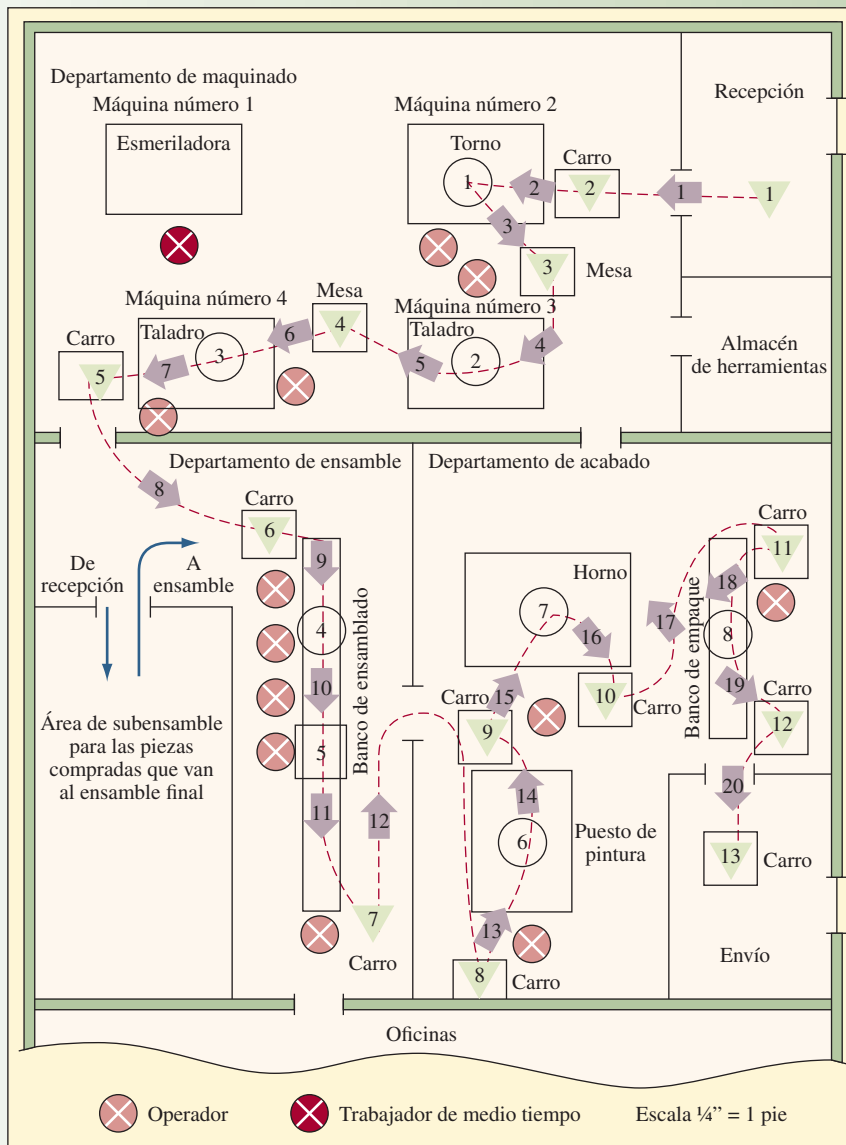 Departamento de maquinado
Máquina número 1
Esmeriladora
Máquina número 2
Torno
1
2
Carro
2
1
1
Recepción
3
3
Mesa
Máquina número 4
Taladro
3
6
7
Mesa
4
Máquina número 3
Taladro
2
5
4
Almacén
de herramientas
Carro
5
8
Departamento de ensamble
Carro
6
9
4
10
5
11
Banco de ensamblado
De
recepción
A
ensamble
Área de subensamble
para las piezas
compradas que van
al ensamble final
12
7
Carro
Departamento de acabado
Horno
7
16
15
Carro
9
10
Carro
14
6
Puesto de
pintura
13
8
Carro
17
Banco de empaque
18
8
19
Carro
11
Carro
12
20
13
Carro
Envío
Oficinas
Operador
Trabajador de medio tiempo
Escala ¼” = 1 pie